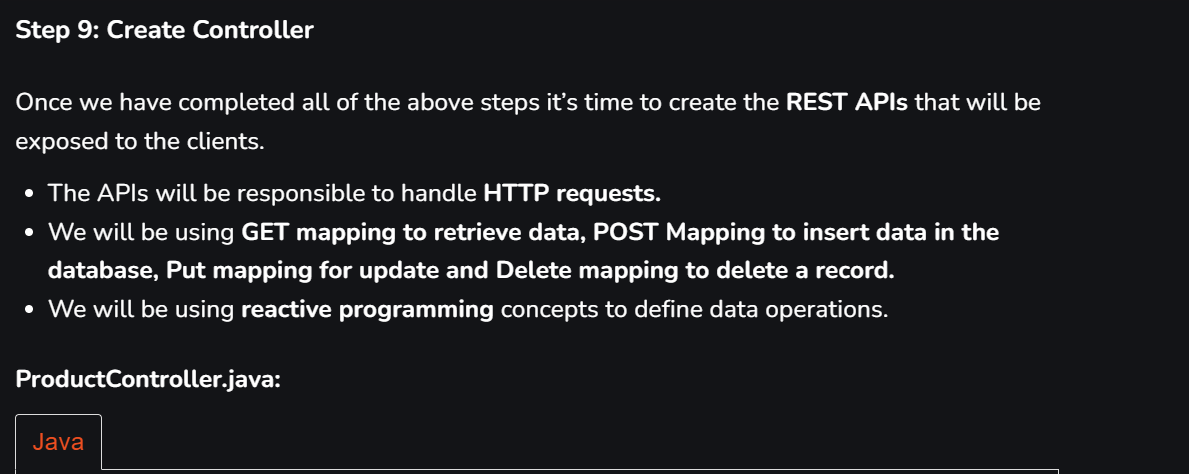 Step 9: Create Controller
Once we have completed all of the above steps it’s time to create the REST APIs that will be
exposed to the clients.
• The APIs will be responsible to handle HTTP requests.
• We will be using GET mapping to retrieve data, POST Mapping to insert data in the
database, Put mapping for update and Delete mapping to delete a record.
• We will be using reactive programming concepts to define data operations.
ProductController.java:
Java